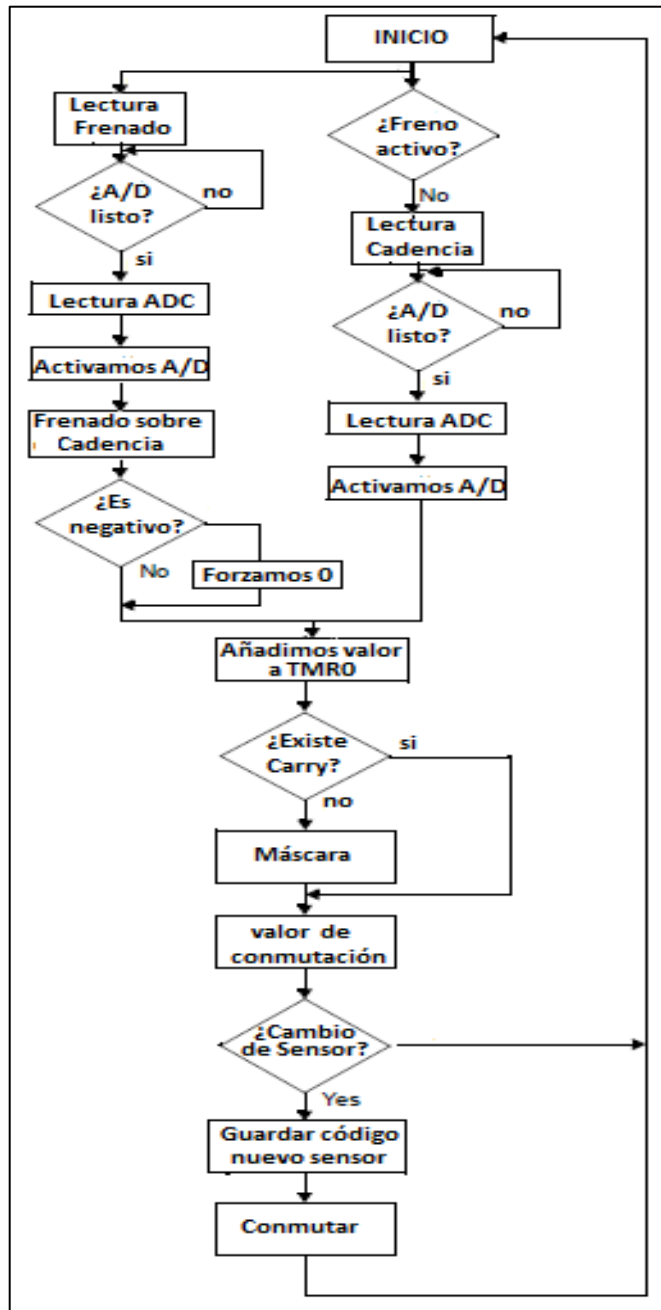 INICIO
Lectura
Frenado
¿A/D
listo?
no
si
Lectura ADC
Activamos A/D
Frenado sobre
Cadencia
¿Es
negativo?
No
Forzamos 0
¿Freno
activo?
No
Lectura
Cadencia
¿A/D
listo?
no
si
Lectura ADC
Activamos A/D
Añadimos valor
a TMR0
¿Existe
Carry?
si
no
Máscara
valor de
conmutación
¿Cambio
de Sensor?
Yes
Guardar código
nuevo sensor
Conmutar